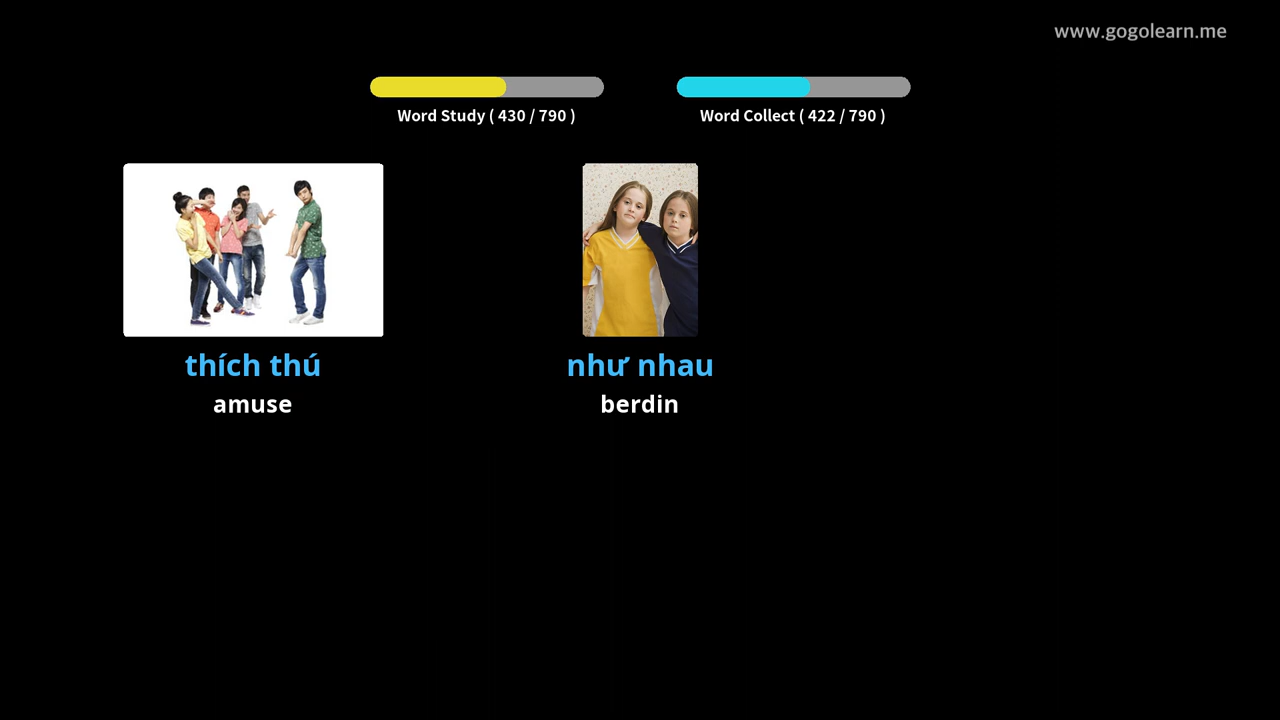 www.gogolearn.me
Word Study ( 430 / 790 )
Word Collect ( 422 / 790 )
thích thú
amuse
như nhau
berdin